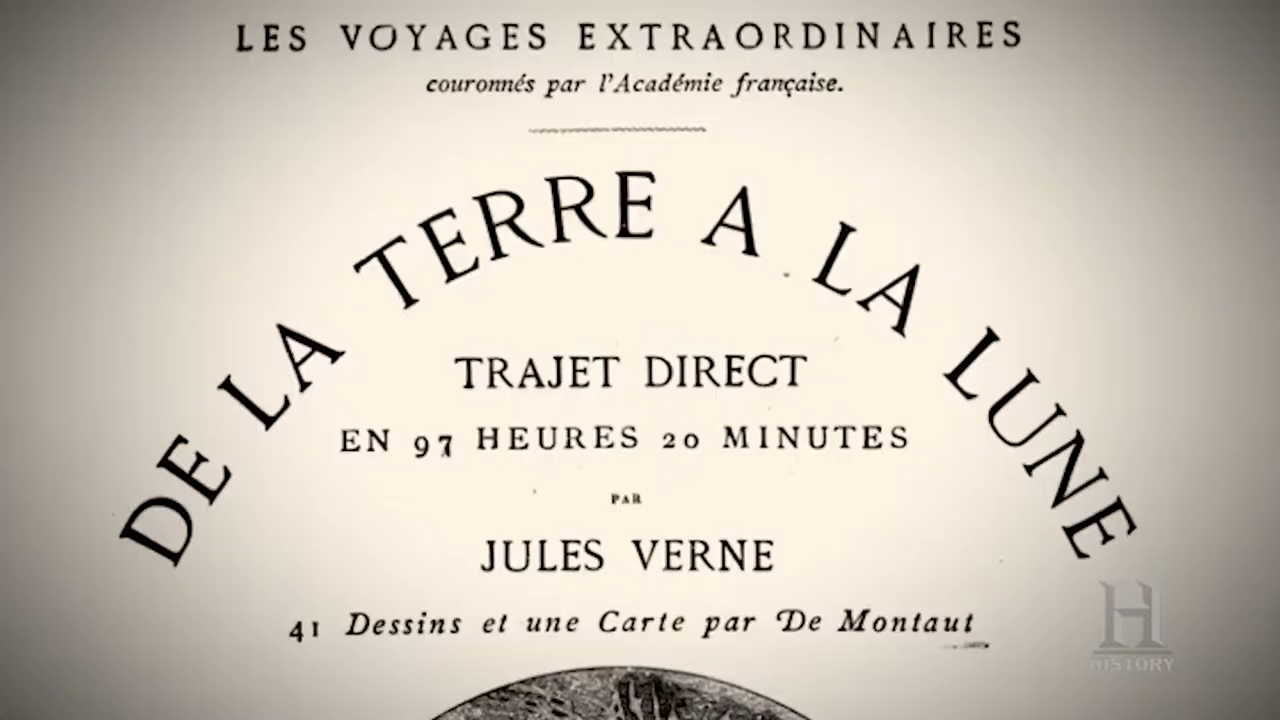 LES VOYAGES EXTRAORDINAIRES
couronnés par l'Académie française.
DE LA TERRE A LA LUNE
TRAJET DIRECT
EN 97 HEURES 20 MINUTES
PAR
JULES VERNE
41 Dessins et une Carte par De Montaut
H
HISTORY